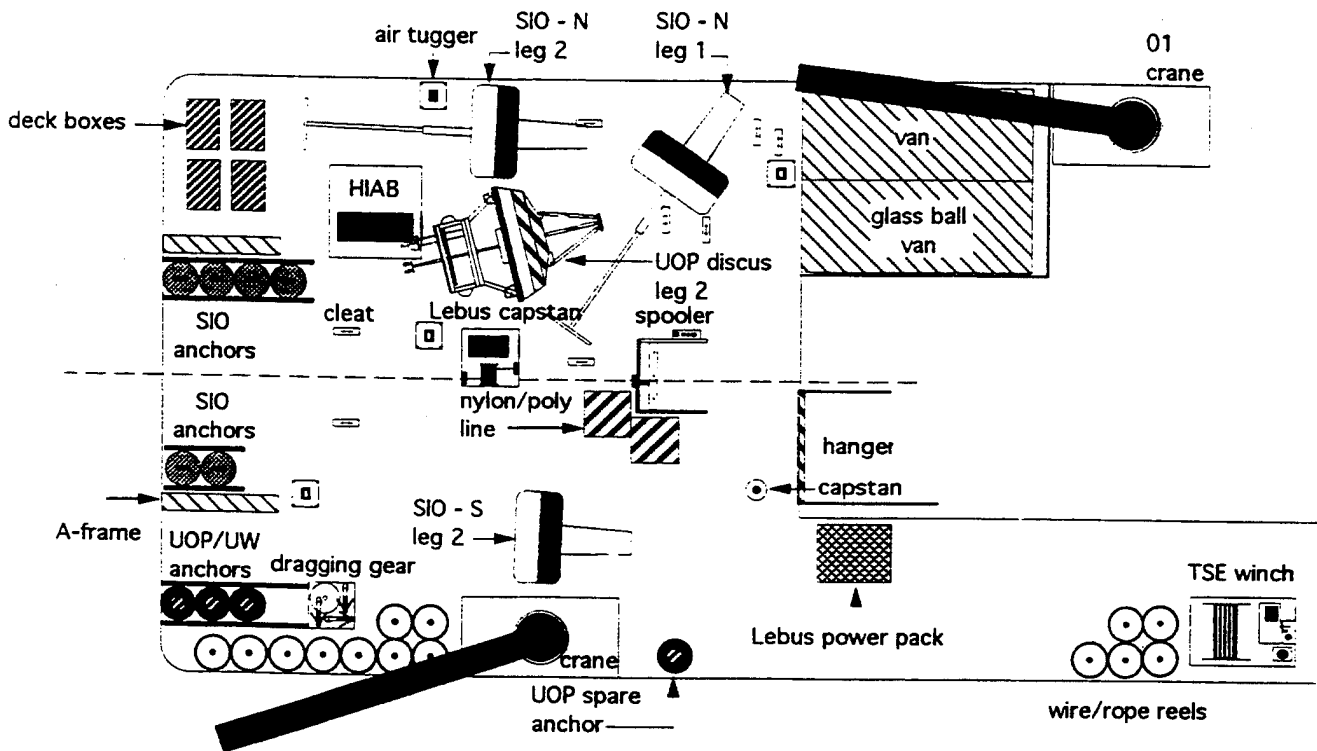 SIO - N
leg 2
SIO - N
leg 1
01
crane
air tugger
deck boxes
van
HIAB
glass ball
van
UOP discus
leg 2
cleat
Lebus capstan
spooler
SIO
anchors
SIO
anchors
nylon/poly
line
hanger
capstan
A-frame
SIO - S
leg 2
UOP/UW
anchors
dragging gear
TSE winch
Lebus power pack
crane
UOP spare
anchor
wire/rope reels